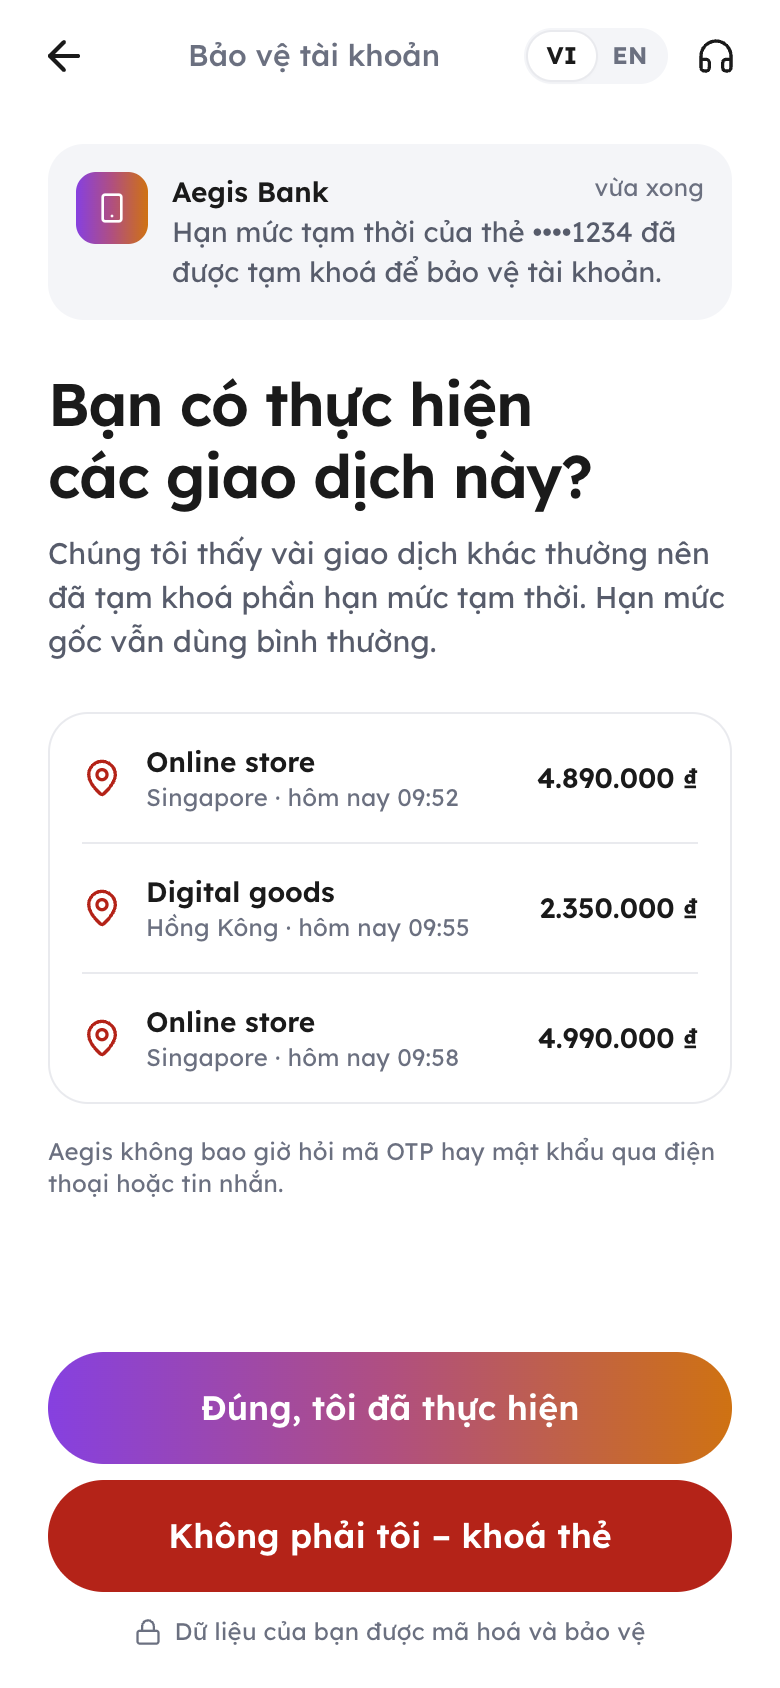 Bảo vệ tài khoản
VI EN
Aegis Bank
vừa xong
Hạn mức tạm thời của thẻ ••••1234 đã
được tạm khoá để bảo vệ tài khoản.
Bạn có thực hiện
các giao dịch này?
Chúng tôi thấy vài giao dịch khác thường nên
đã tạm khoá phần hạn mức tạm thời. Hạn mức
gốc vẫn dùng bình thường.
Online store
Singapore · hôm nay 09:52
4.890.000 ₫
Digital goods
Hồng Kông · hôm nay 09:55
2.350.000 ₫
Online store
Singapore · hôm nay 09:58
4.990.000 ₫
Aegis không bao giờ hỏi mã OTP hay mật khẩu qua điện
thoại hoặc tin nhắn.
Đúng, tôi đã thực hiện
Không phải tôi – khoá thẻ
Dữ liệu của bạn được mã hoá và bảo vệ